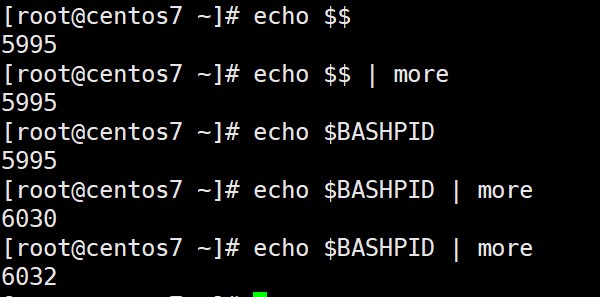 [root@centos7 ~]# echo $$
5995
[root@centos7 ~]# echo $$ | more
5995
[root@centos7 ~]# echo $BASHPID
5995
[root@centos7 ~]# echo $BASHPID | more
6030
[root@centos7 ~]# echo $BASHPID | more
6032